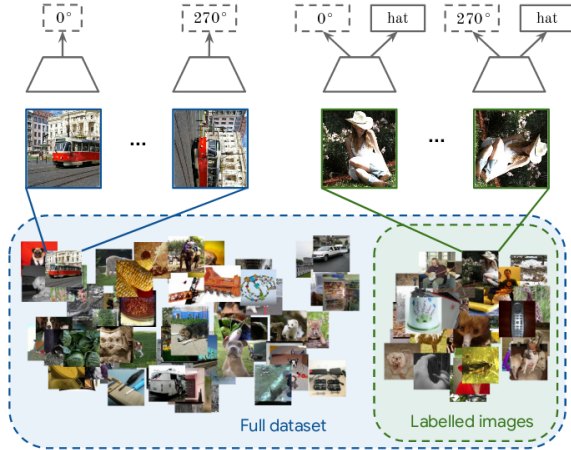 0° 270° 0° hat 270° hat
... ...
Full dataset
Labelled images